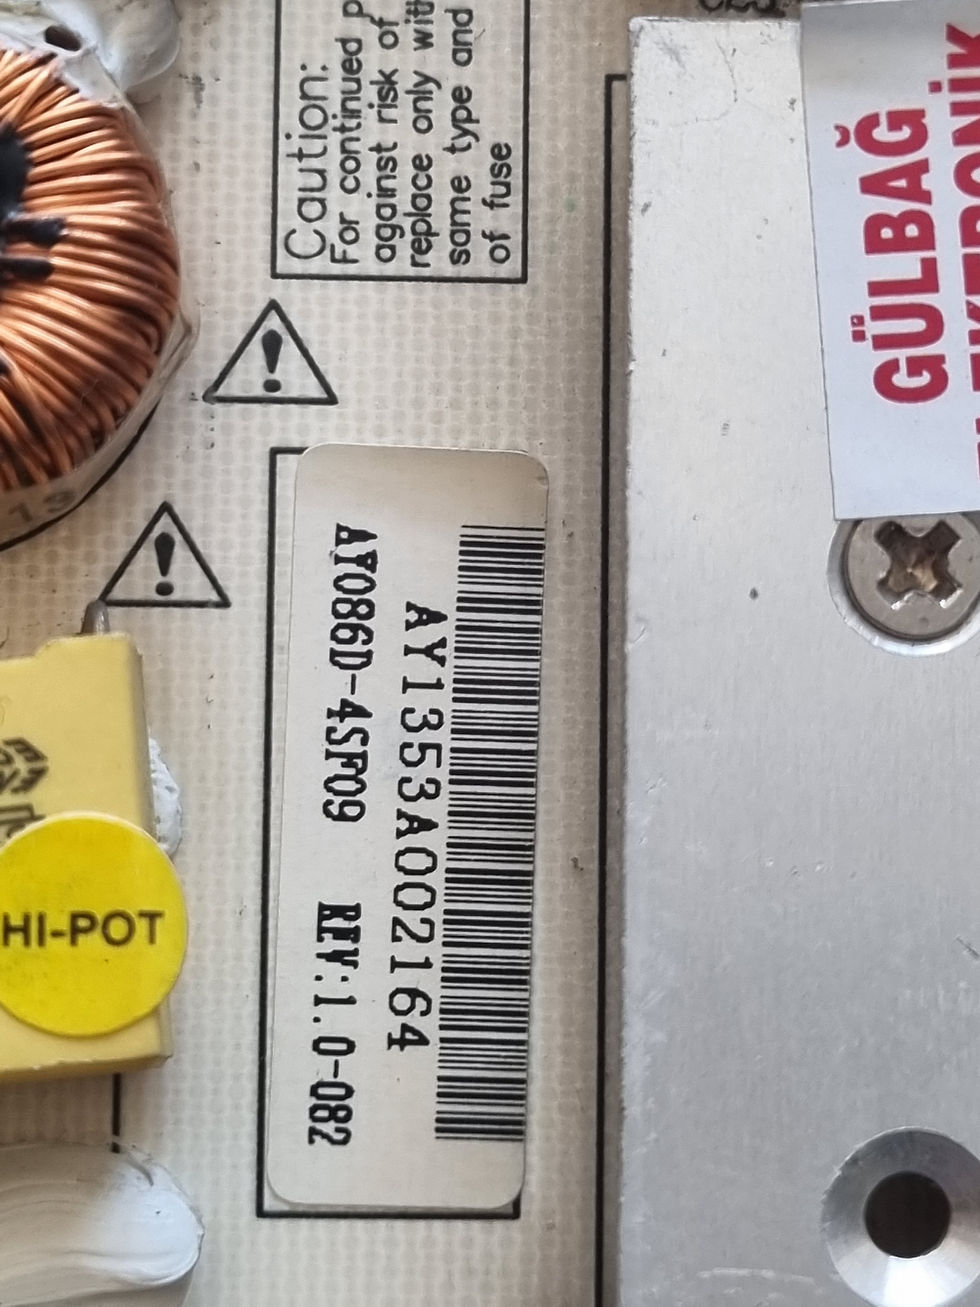 Caution:
For continued
against risk of
replace only
same type and
of fuse
GÜLBAĞ
AY086D-4SF09 REV:1.0-082
AY1353A002164
HI-POT